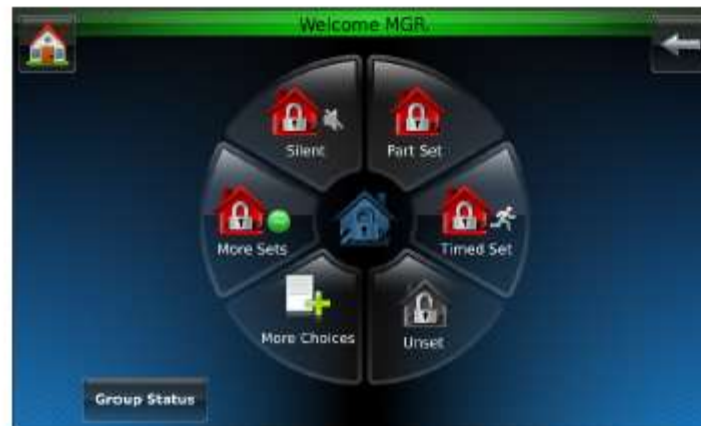 Welcome MGR.
Silent
Part Set
More Sets
Timed Set
More Choices
Unset
Group Status